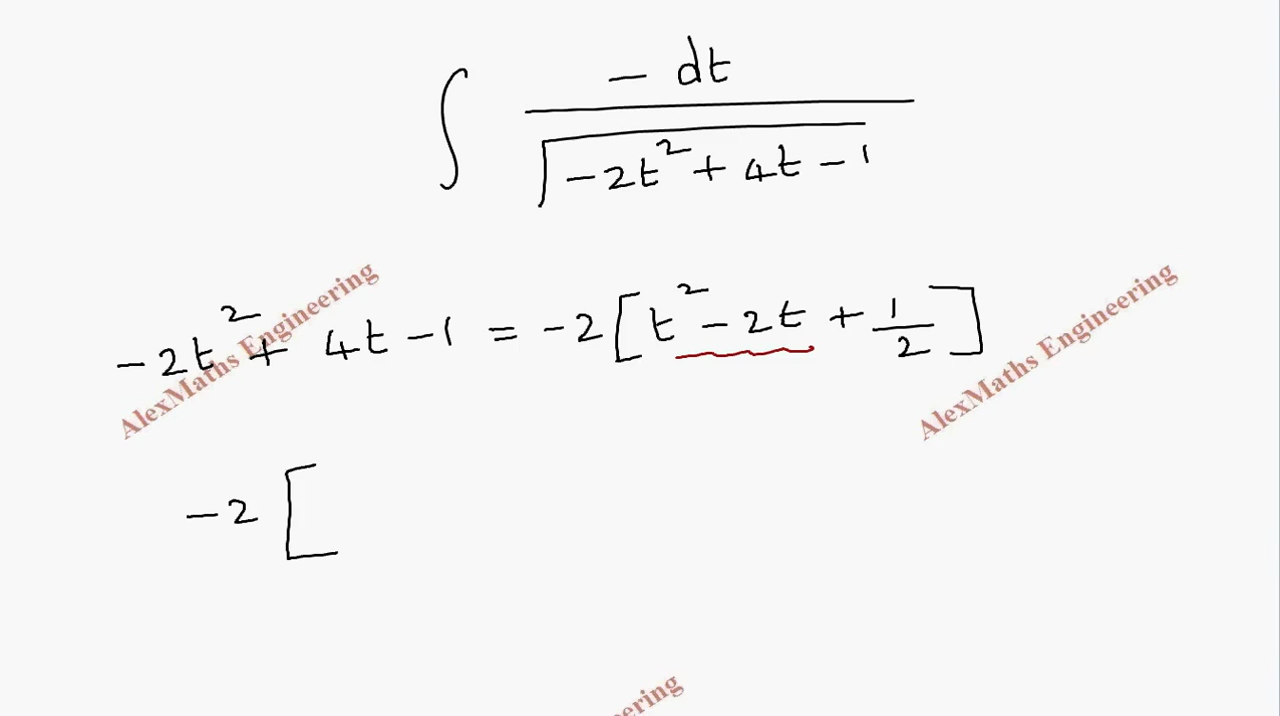 ∫ - dt / √(-2t² + 4t - 1)
-2t² + 4t - 1 = -2[t² - 2t + 1/2]
AlexMaths Engineering
AlexMaths Engineering
-2[